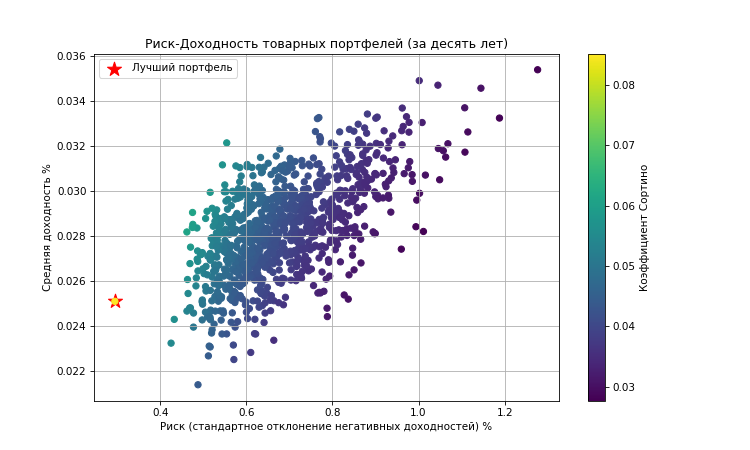 Риск-Доходность товарных портфелей (за десять лет)
Лучший портфель
Средняя доходность %
0.036
0.034
0.032
0.030
0.028
0.026
0.024
0.022
0.4 0.6 0.8 1.0 1.2
Риск (стандартное отклонение негативных доходностей) %
0.08
0.07
0.06
0.05
0.04
0.03
Коэффициент Сортино